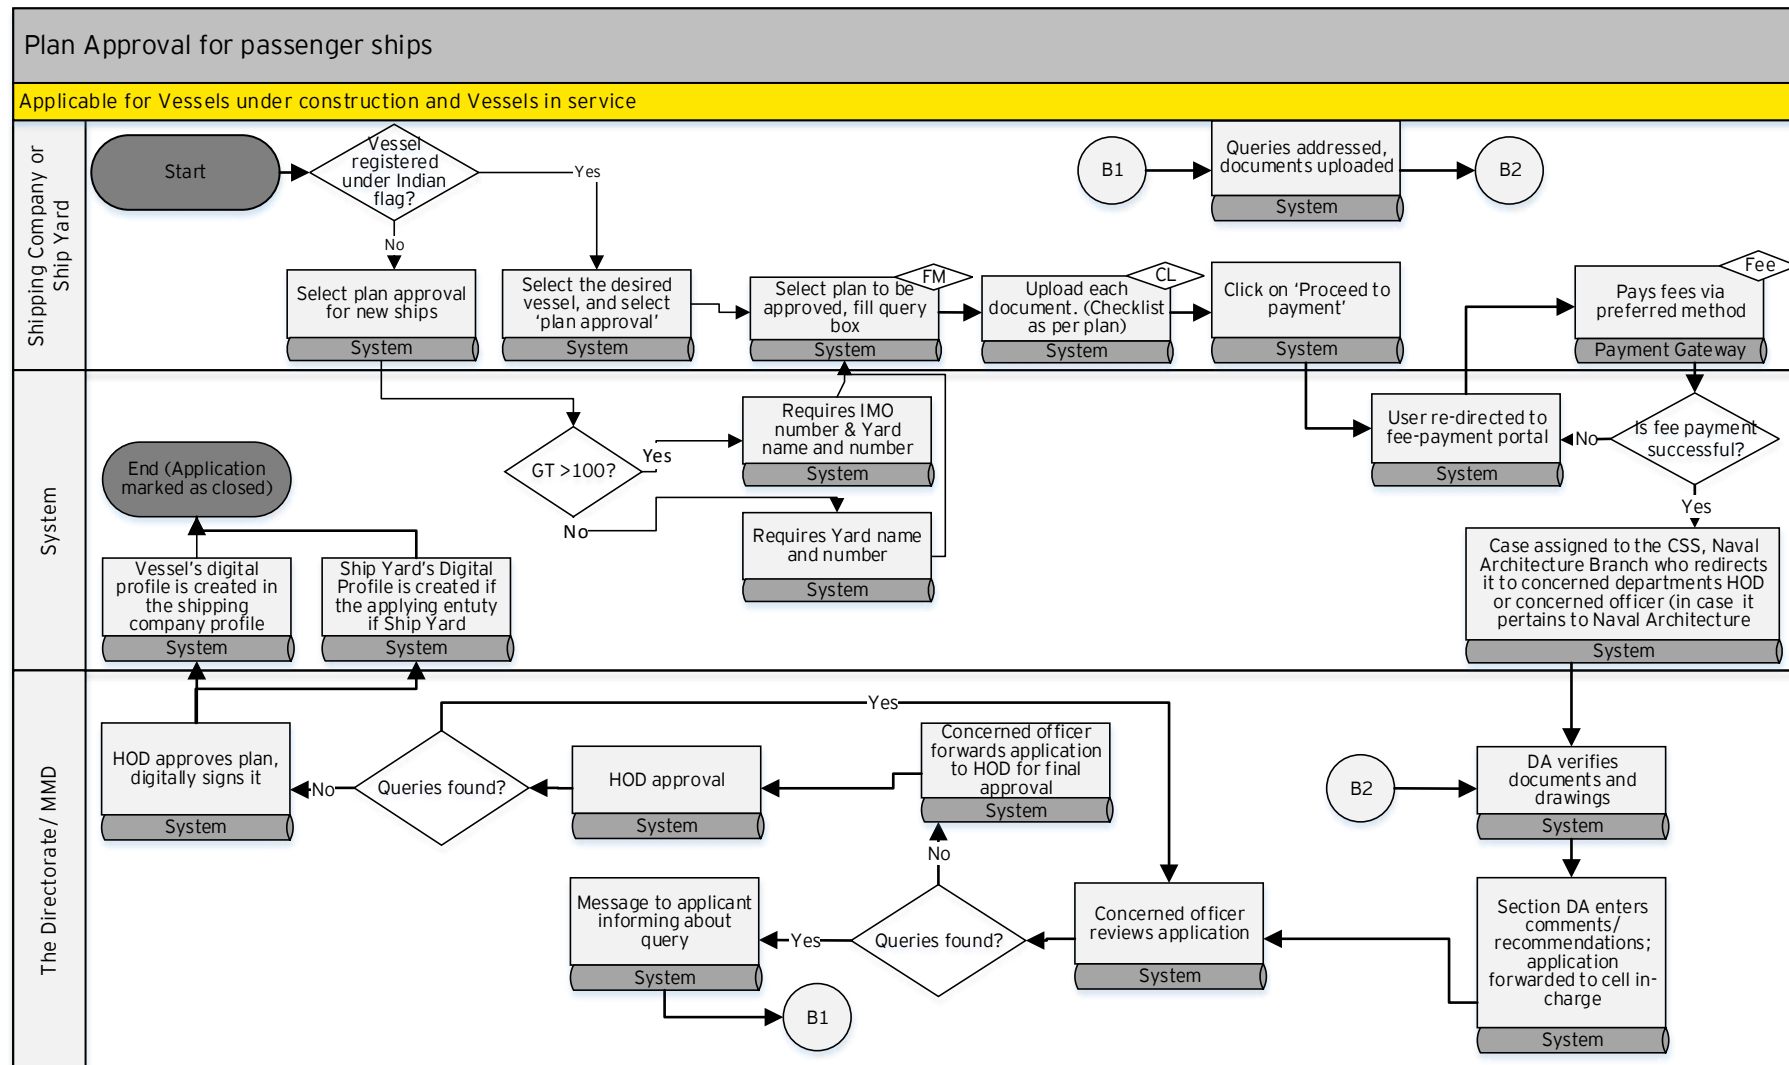 Plan Approval for passenger ships
Applicable for Vessels under construction and Vessels in service
Shipping Company or
Ship Yard
Start
Vessel
registered
under Indian
flag?
Yes
No
B1
Queries addressed,
documents uploaded
System
B2
Select plan approval
for new ships
System
Select the desired
vessel, and select
‘plan approval’
System
FM
Select plan to be
approved, fill query
box
System
CL
Upload each
document. (Checklist
as per plan)
System
Click on ‘Proceed to
payment’
System
Fee
Pays fees via
preferred method
Payment Gateway
System
End (Application
marked as closed)
GT >100?
Yes
No
Requires IMO
number & Yard
name and number
System
Requires Yard name
and number
System
User re-directed to
fee-payment portal
System
No
Is fee payment
successful?
Yes
Vessel’s digital
profile is created in
the shipping
company profile
System
Ship Yard’s Digital
Profile is created if
the applying entuty
if Ship Yard
System
Case assigned to the CSS, Naval
Architecture Branch who redirects
it to concerned departments HOD
or concerned officer (in case it
pertains to Naval Architecture
System
The Directorate / MMD
HOD approves plan,
digitally signs it
System
No
Queries found?
Yes
HOD approval
System
Concerned officer
forwards application
to HOD for final
approval
System
No
B2
DA verifies
documents and
drawings
System
Message to applicant
informing about
query
System
Yes
Queries found?
Concerned officer
reviews application
System
Section DA enters
comments/
recommendations;
application
forwarded to cell in-
charge
System
B1